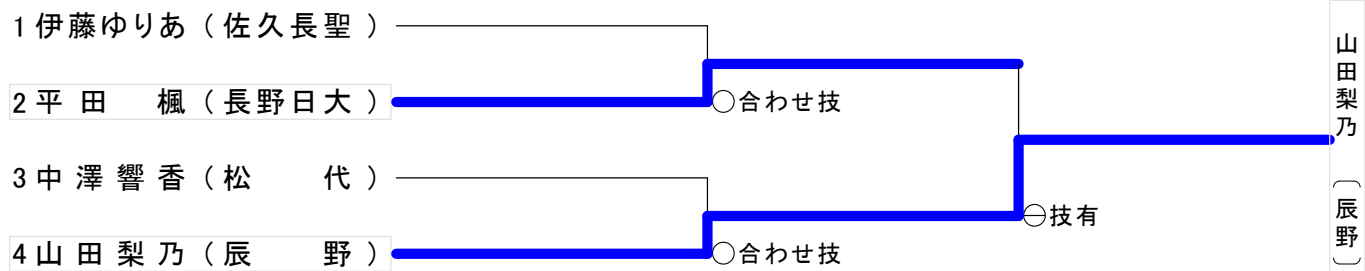 1 伊藤ゆりあ（佐久長聖）
2 平田 楓（長野日大）
○合わせ技
3 中澤響香（松代）
4 山田梨乃（辰野）
○合わせ技
技有
山田梨乃〔辰野〕